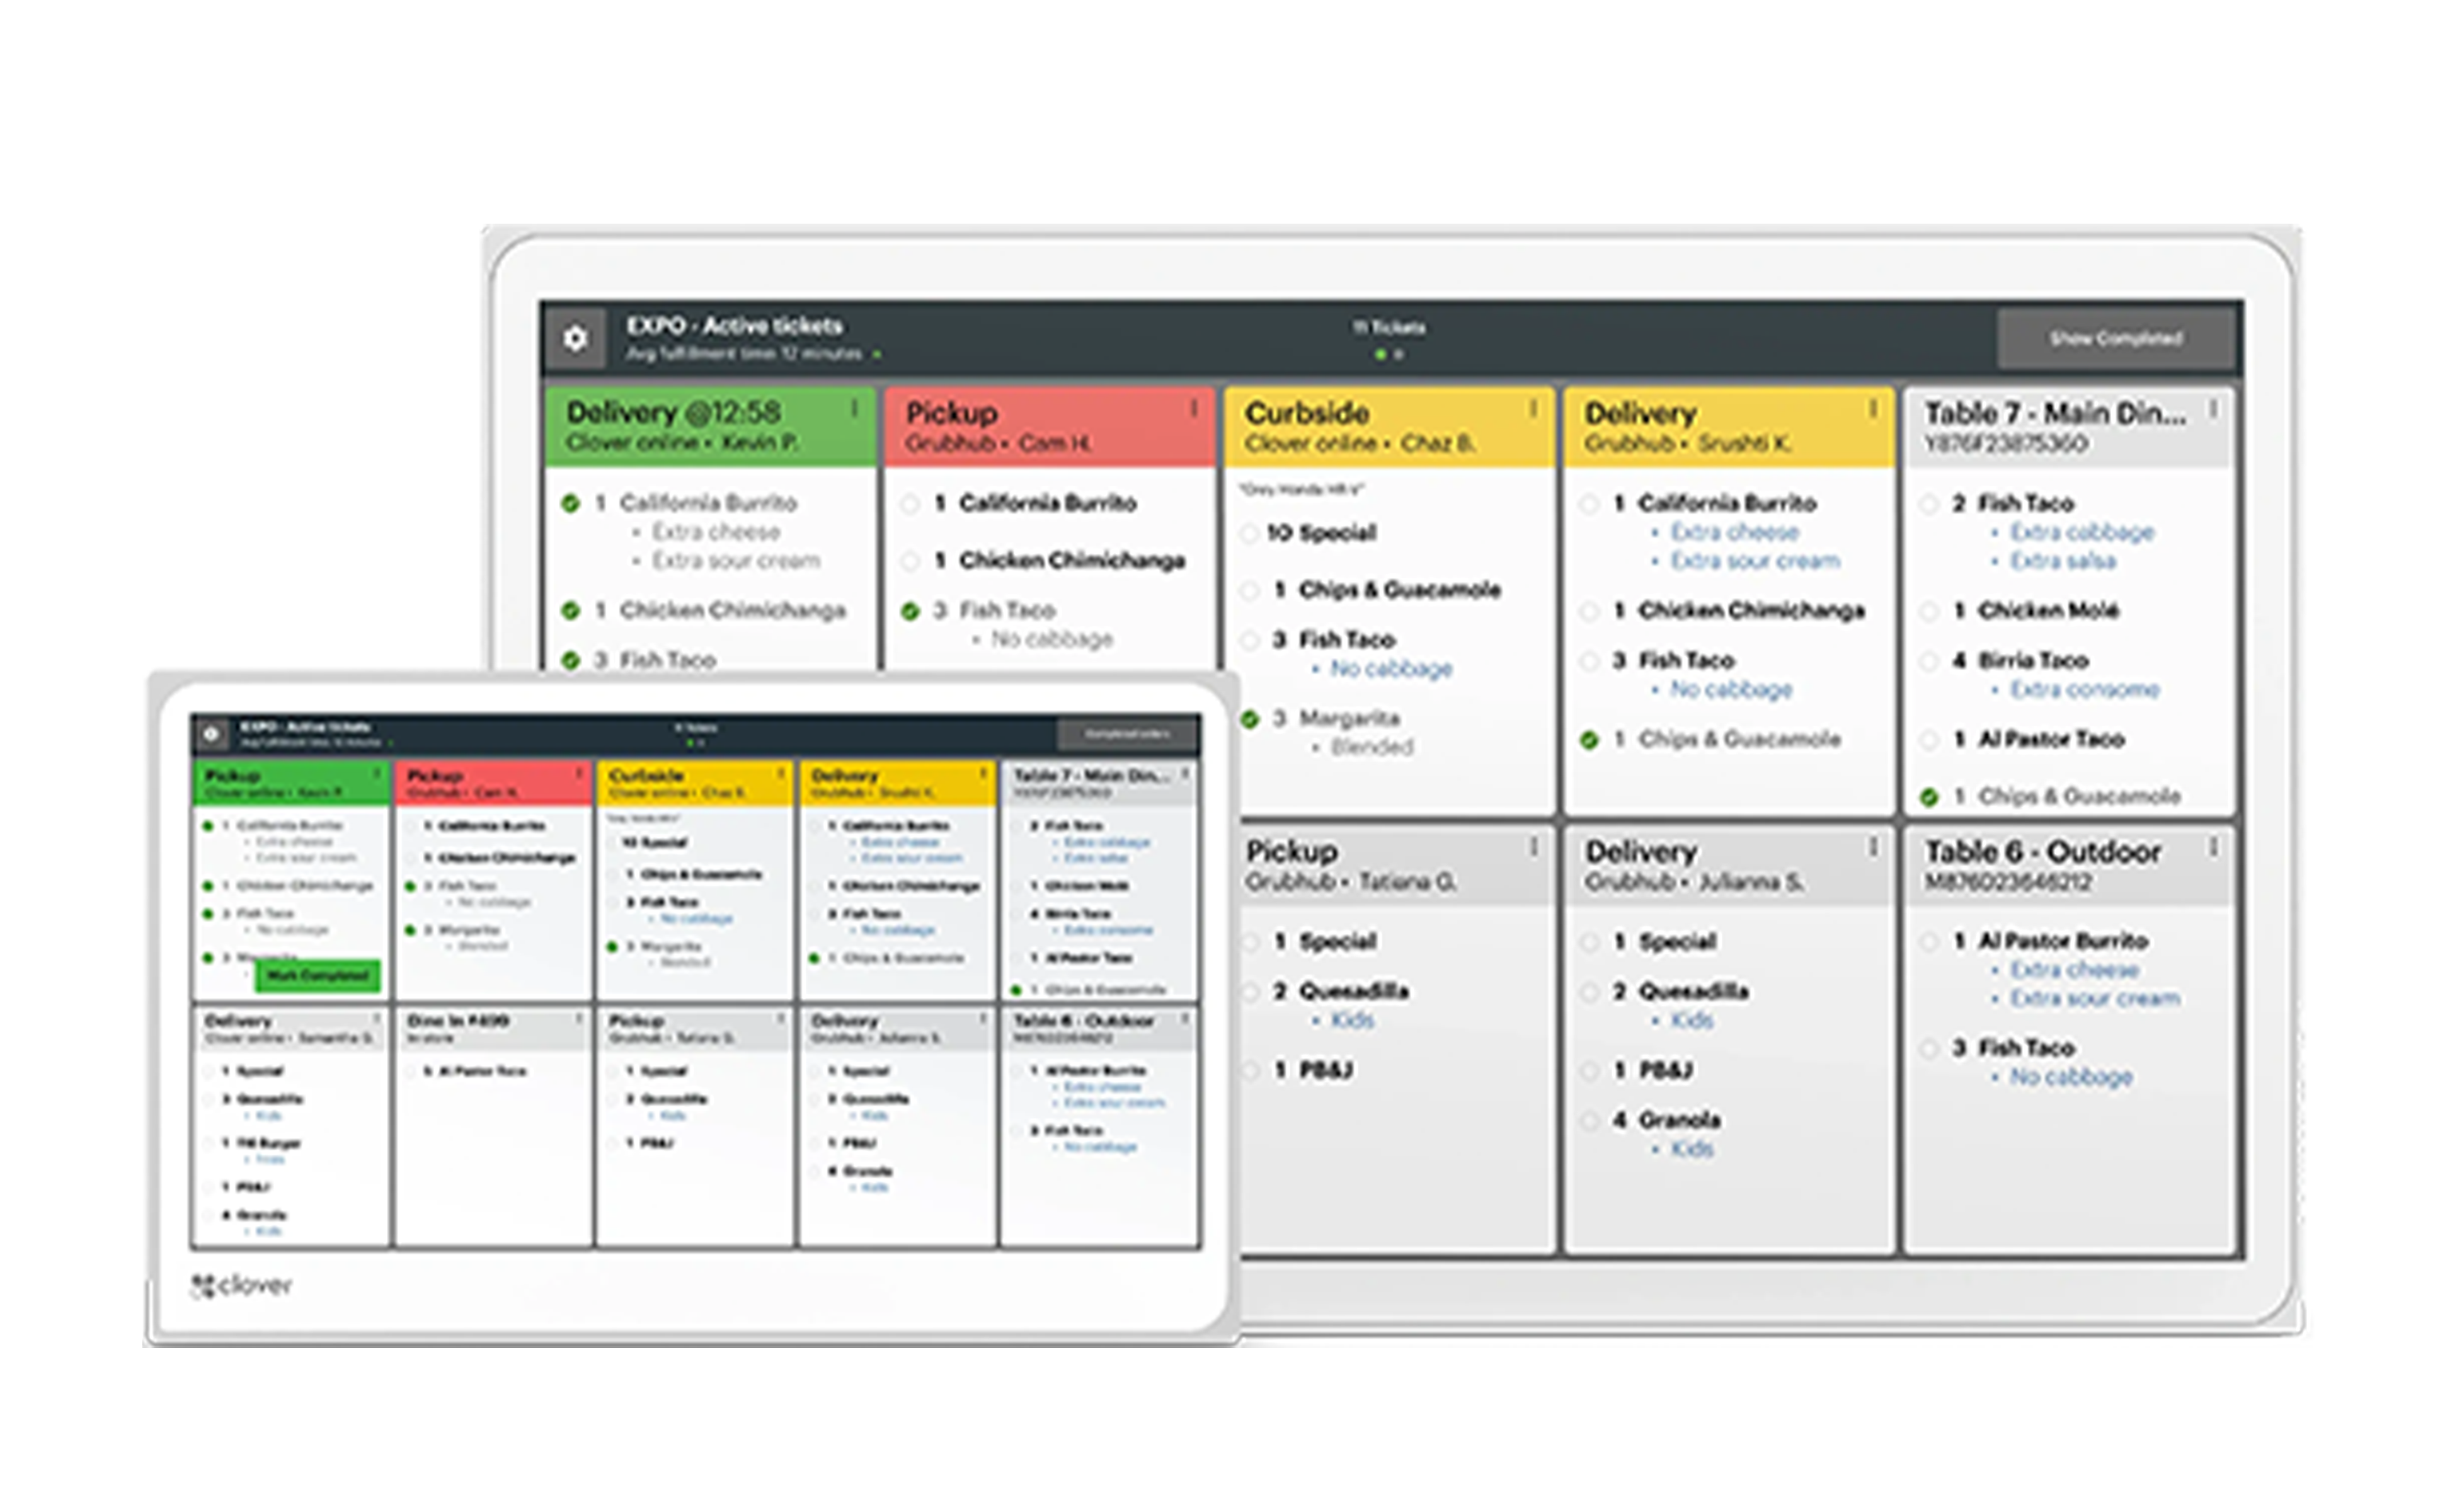 EXPO - Active tickets
Avg fulfillment time: 12 minutes
11 Tickets
Show Completed
Delivery @12:58
Clover online • Kevin P.
1 California Burrito
• Extra cheese
• Extra sour cream
1 Chicken Chimichanga
3 Fish Taco
Pickup
Grubhub • Cam H.
1 California Burrito
1 Chicken Chimichanga
3 Fish Taco
• No cabbage
Curbside
Clover online • Chaz B.
10 Special
1 Chips & Guacamole
3 Fish Taco
• No cabbage
3 Margarita
• Blended
Delivery
Grubhub • Srushti K.
1 California Burrito
• Extra cheese
• Extra sour cream
1 Chicken Chimichanga
3 Fish Taco
• No cabbage
1 Chips & Guacamole
Table 7 - Main Din...
Y876F23875360
2 Fish Taco
• Extra cabbage
• Extra salsa
1 Chicken Molé
4 Birria Taco
• Extra consome
1 Al Pastor Taco
1 Chips & Guacamole
Pickup
Grubhub • Tatiana G.
1 Special
2 Quesadilla
• Kids
1 PB&J
Delivery
Grubhub • Julianna S.
1 Special
2 Quesadilla
• Kids
1 PB&J
4 Granola
• Kids
Table 6 - Outdoor
M876023646212
1 Al Pastor Burrito
• Extra cheese
• Extra sour cream
3 Fish Taco
• No cabbage
EXPO - Active tickets
Avg fulfillment time: 12 minutes
11 Tickets
Pickup
Clover online • Kevin P.
1 California Burrito
• Extra cheese
• Extra sour cream
1 Chicken Chimichanga
3 Fish Taco
• No cabbage
3 Margarita
Mark Completed
Pickup
Grubhub • Cam H.
1 California Burrito
1 Chicken Chimichanga
3 Fish Taco
• No cabbage
3 Margarita
• Blended
Curbside
Clover online • Chaz B.
10 Special
1 Chips & Guacamole
3 Fish Taco
• No cabbage
3 Margarita
• Blended
Delivery
Grubhub • Srushti K.
1 California Burrito
• Extra cheese
• Extra sour cream
1 Chicken Chimichanga
3 Fish Taco
• No cabbage
1 Chips & Guacamole
Table 7 - Main Din...
Y876F23875360
2 Fish Taco
• Extra cabbage
• Extra salsa
1 Chicken Molé
4 Birria Taco
• Extra consome
1 Al Pastor Taco
1 Chips & Guacamole
Delivery
Clover online • Samantha S.
1 Special
3 Quesadilla
• Kids
1 Burger
• Fries
1 PB&J
4 Granola
• Kids
Dine In
In store
5 Al Pastor Taco
Pickup
Grubhub • Tatiana G.
1 Special
2 Quesadilla
• Kids
1 PB&J
Delivery
Grubhub • Julianna S.
1 Special
2 Quesadilla
• Kids
1 PB&J
4 Granola
• Kids
Table 6 - Outdoor
M876023646212
1 Al Pastor Burrito
• Extra cheese
• Extra sour cream
3 Fish Taco
• No cabbage
clover